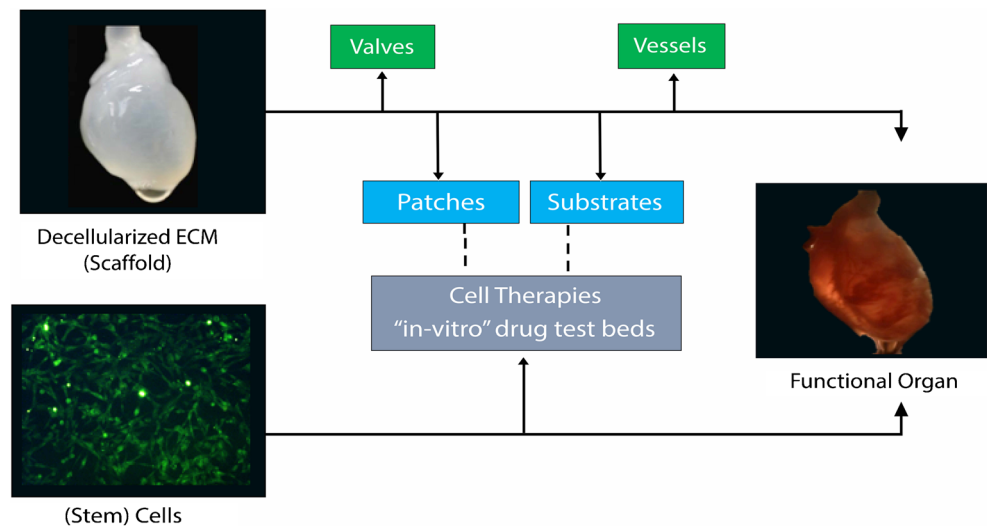 Valves
Vessels
Patches
Substrates
Decellularized ECM
(Scaffold)
Cell Therapies
“in-vitro” drug test beds
Functional Organ
(Stem) Cells